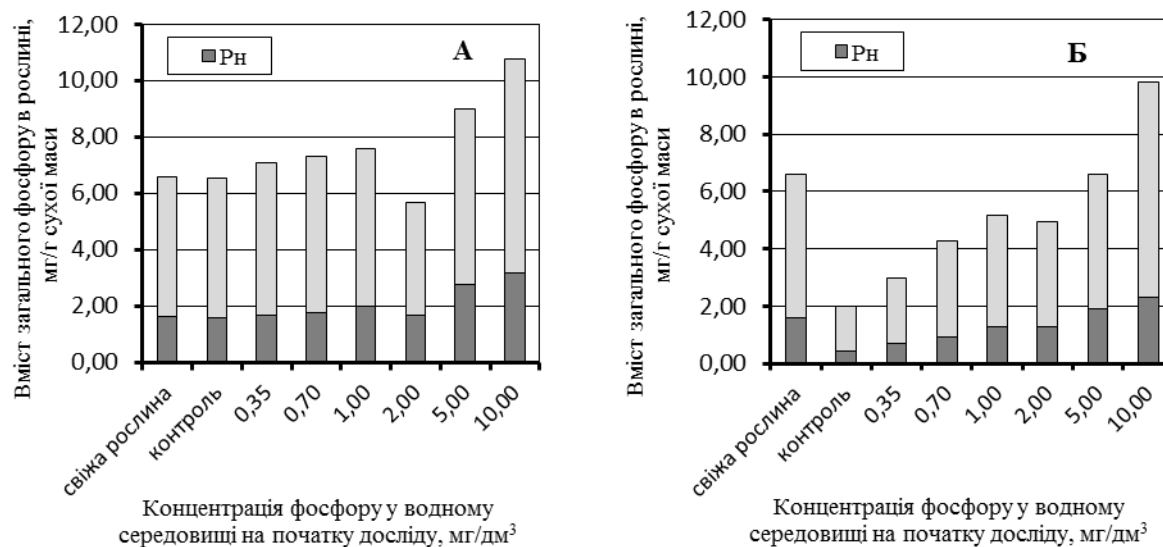 Вміст загального фосфору в рослині,
мг/г сухої маси
12,00
10,00
8,00
6,00
4,00
2,00
0,00
Рн
А
свіжа рослина
контроль
0,35
0,70
1,00
2,00
5,00
10,00
Концентрація фосфору у водному
середовищі на початку досліду, мг/дм³
Вміст загального фосфору в рослині,
мг/г сухої маси
12,00
10,00
8,00
6,00
4,00
2,00
0,00
Рн
Б
свіжа рослина
контроль
0,35
0,70
1,00
2,00
5,00
10,00
Концентрація фосфору у водному
середовищі на початку досліду, мг/дм³